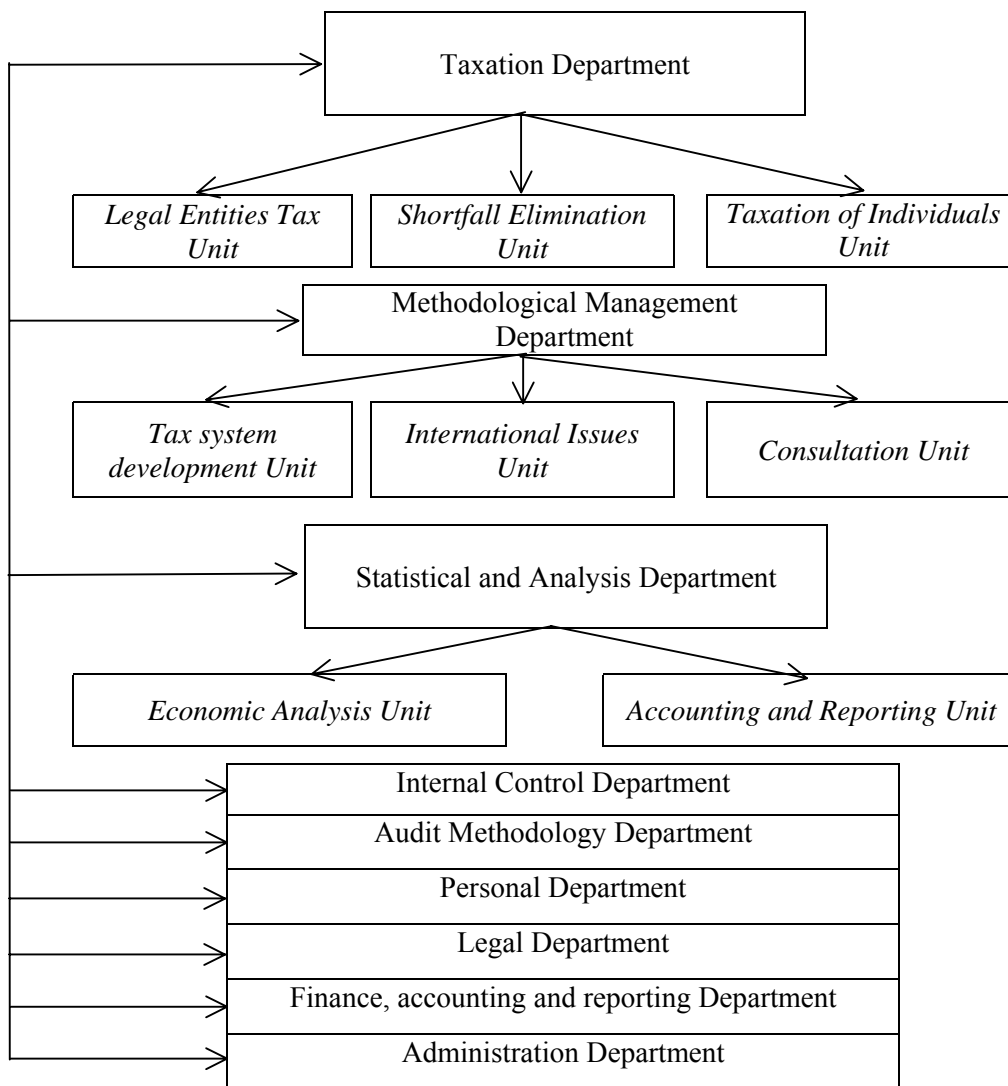 Taxation Department
Legal Entities Tax
Unit
Shortfall Elimination
Unit
Taxation of Individuals
Unit
Methodological Management
Department
Tax system
development Unit
International Issues
Unit
Consultation Unit
Statistical and Analysis Department
Economic Analysis Unit
Accounting and Reporting Unit
Internal Control Department
Audit Methodology Department
Personal Department
Legal Department
Finance, accounting and reporting Department
Administration Department